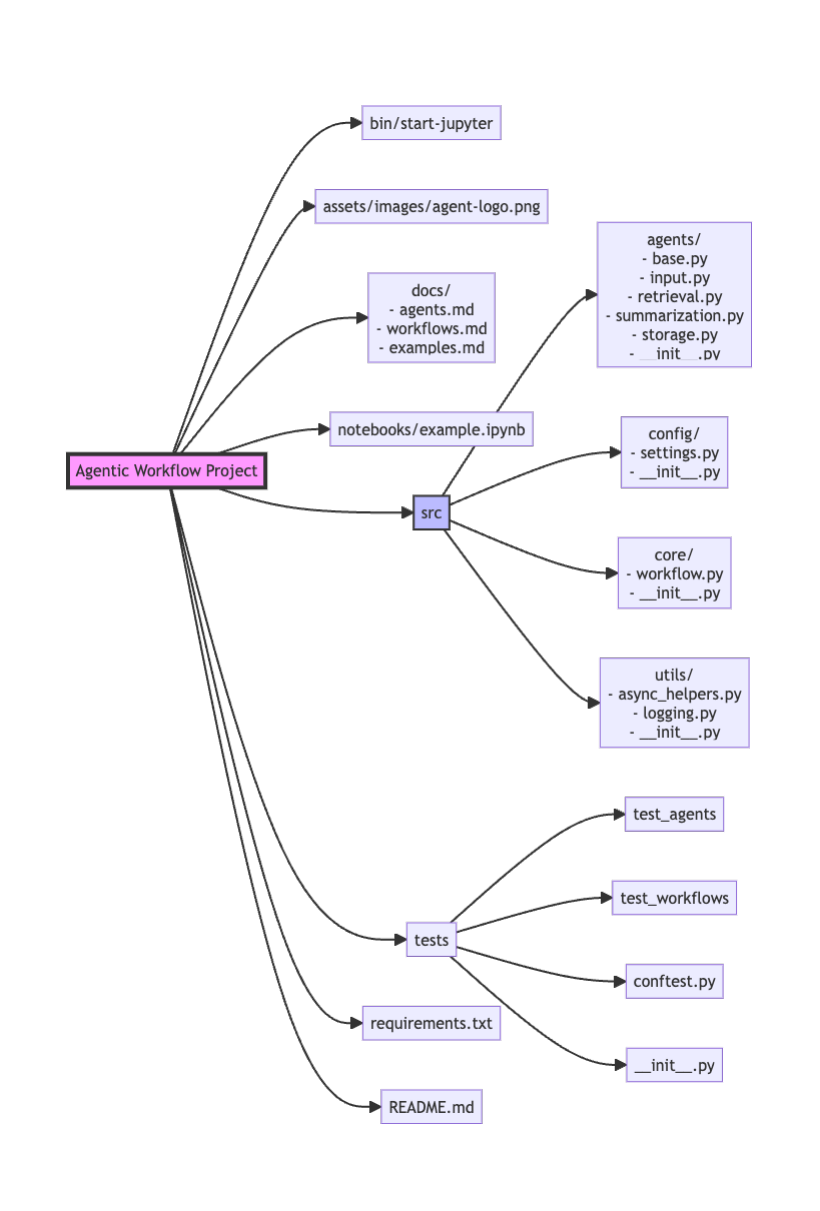 bin/start-jupyter
assets/images/agent-logo.png
docs/
- agents.md
- workflows.md
- examples.md
notebooks/example.ipynb
Agentic Workflow Project
src
agents/
- base.py
- input.py
- retrieval.py
- summarization.py
- storage.py
- __init__.py
config/
- settings.py
- __init__.py
core/
- workflow.py
- __init__.py
utils/
- async_helpers.py
- logging.py
- __init__.py
tests
test_agents
test_workflows
conftest.py
__init__.py
requirements.txt
README.md